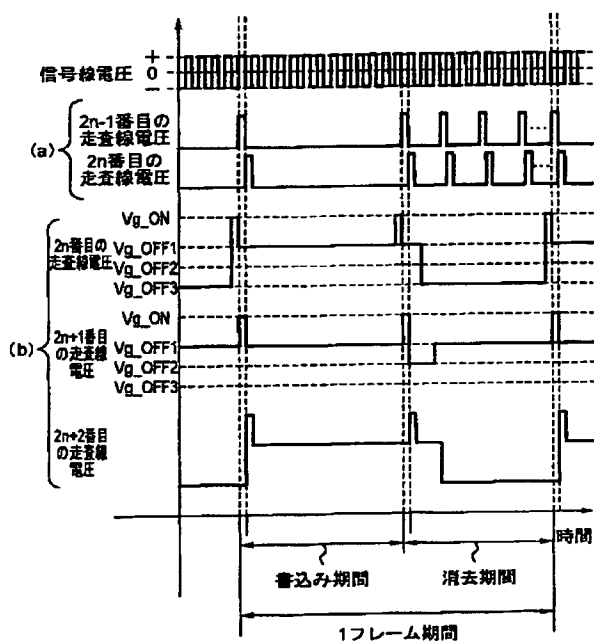 信号線電圧
+
0
−
(a)
2n-1番目の
走査線電圧
2n番目の
走査線電圧
(b)
2n番目の
走査線電圧
Vg_ON
Vg_OFF1
Vg_OFF2
Vg_OFF3
2n+1番目
の走査線
電圧
Vg_ON
Vg_OFF1
Vg_OFF2
Vg_OFF3
2n+2番目
の走査線
電圧
時間
書込み期間
消去期間
1フレーム期間